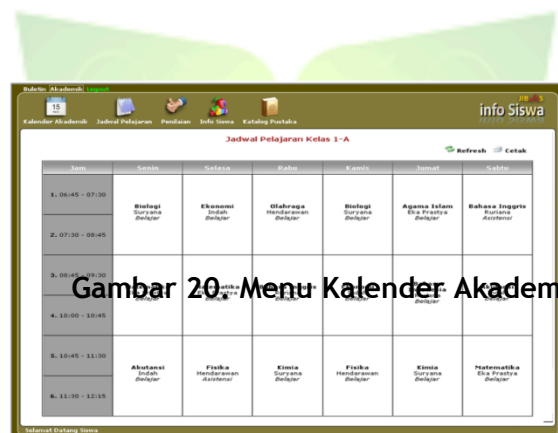 Buletin Akademik Logout
15
JIBAS
info Siswa
Kalender Akademik Jadwal Pelajaran Penilaian Info Siswa Katalog Pustaka
Jadwal Pelajaran Kelas 1-A
Refresh Cetak
Jam Senin Selasa Rabu Kamis Jumat Sabtu
1. 06:45 - 07:30
Biologi Ekonomi Olahraga Biologi Agama Islam Bahasa Inggris
Suryana Indah Hendarawan Suryana Eka Prastya Ruriana
Belajar Belajar Belajar Belajar Belajar Asistensi
2. 07:30 - 08:45
3. 08:45 - 09:30
Gambar 20. Menu Kalender Akadem
4. 10:00 - 10:45
5. 10:45 - 11:30
Akutansi Fisika Kimia Fisika Kimia Matematika
Indah Hendarawan Suryana Hendarawan Suryana Eka Prastya
Belajar Asistensi Belajar Belajar Belajar Belajar
6. 11:30 - 12:15
Selamat Datang Siswa